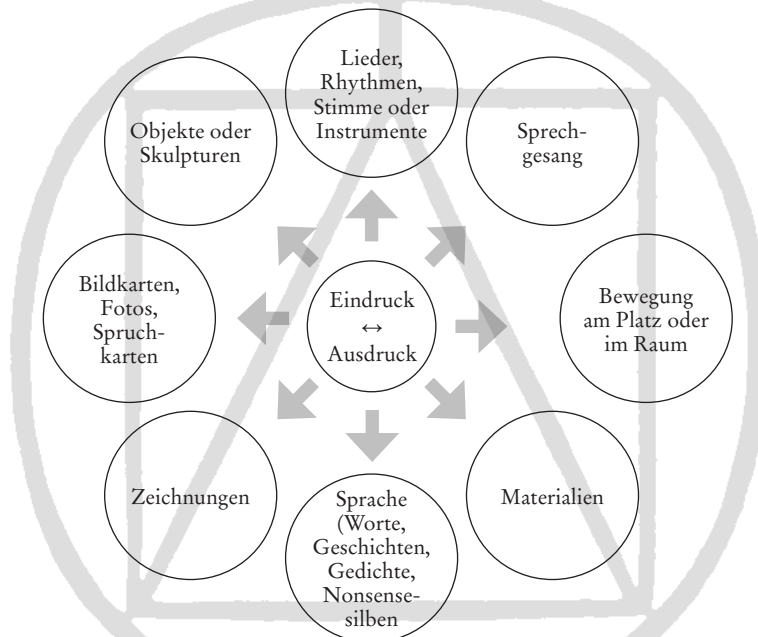 Lieder,
Rhythmen,
Stimme oder
Instrumente
Objekte oder
Skulpturen
Sprech-
gesang
Bildkarten,
Fotos,
Spruch-
karten
Eindruck
↔
Ausdruck
Bewegung
am Platz oder
im Raum
Zeichnungen
Sprache
(Worte,
Geschichten,
Gedichte,
Nonsense-
silben
Materialien